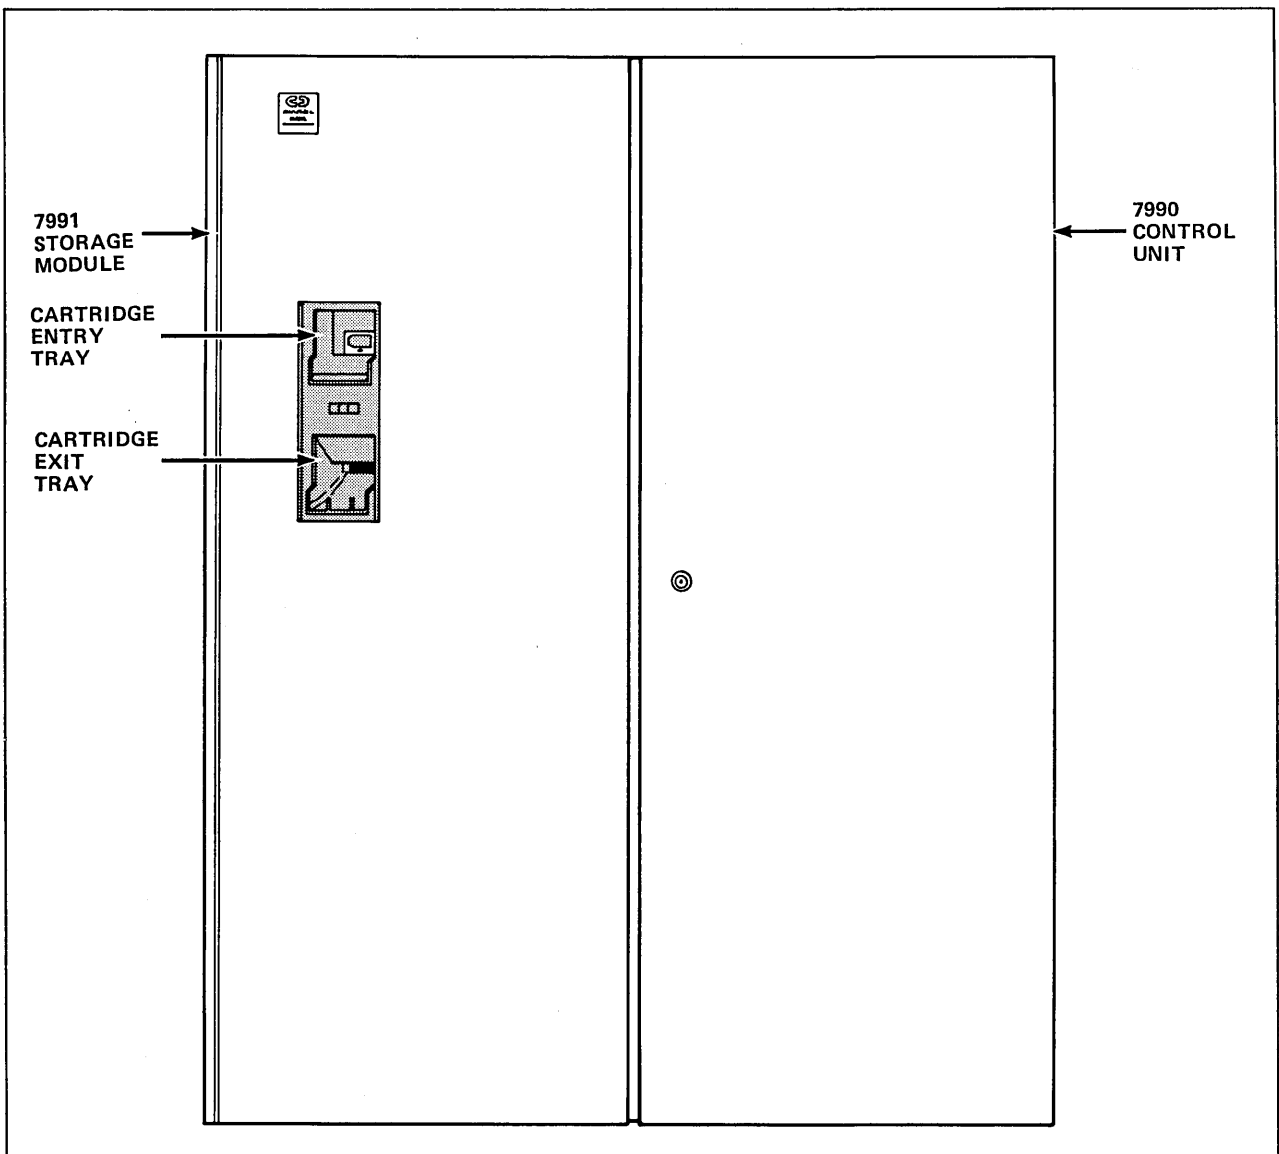 7991
STORAGE
MODULE
CARTRIDGE
ENTRY
TRAY
CARTRIDGE
EXIT
TRAY
7990
CONTROL
UNIT